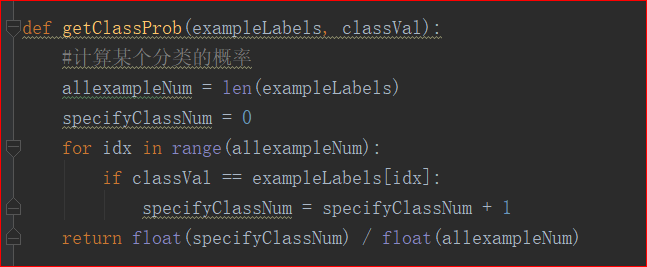 def getClassProb(exampleLabels, classVal):
    #计算某个分类的概率
    allexampleNum = len(exampleLabels)
    specifyClassNum = 0
    for idx in range(allexampleNum):
        if classVal == exampleLabels[idx]:
            specifyClassNum = specifyClassNum + 1
    return float(specifyClassNum) / float(allexampleNum)